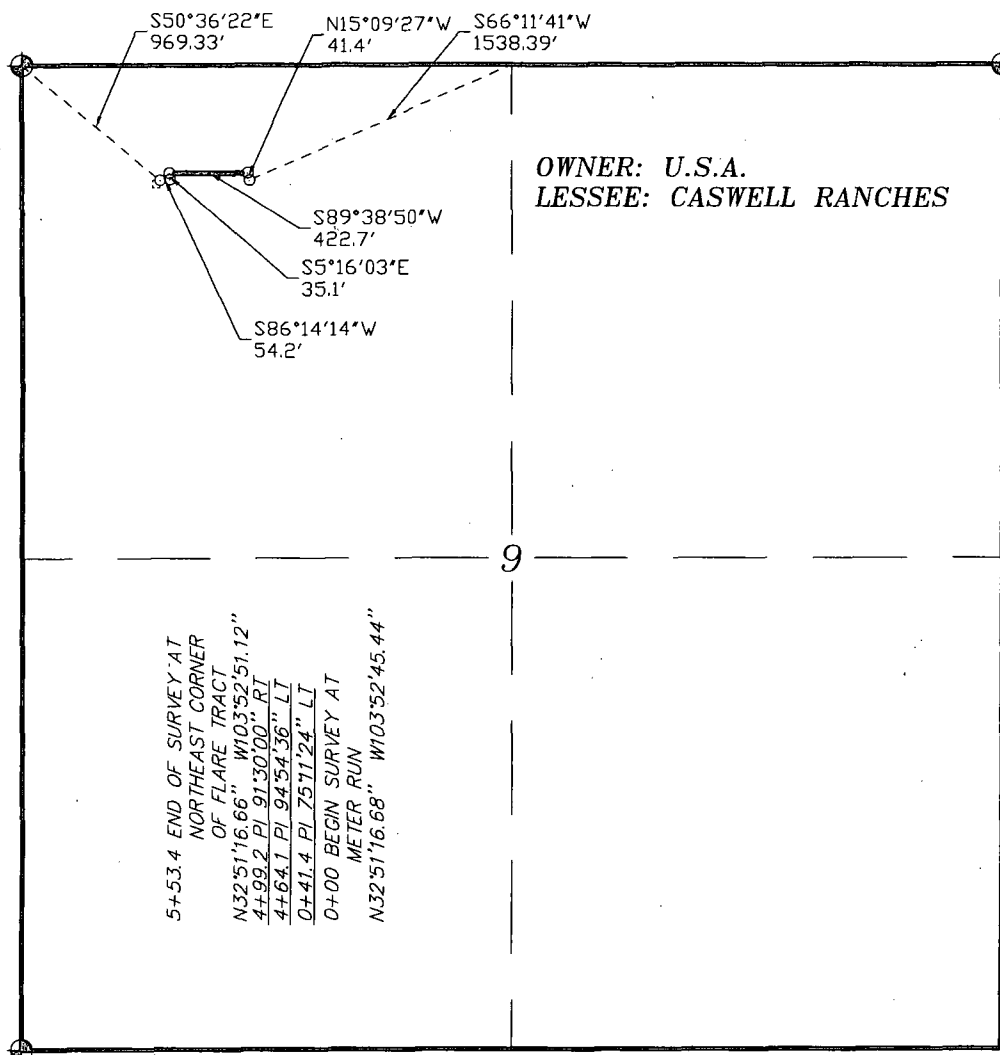 S50°36'22"E
969.33'
N15°09'27"W
41.4'
S66°11'41"W
1538.39'
OWNER: U.S.A.
LESSEE: CASWELL RANCHES
S89°38'50"W
422.7'
S5°16'03"E
35.1'
S86°14'14"W
54.2'
9
5+53.4 END OF SURVEY AT
NORTHEAST CORNER
OF FLARE TRACT
N32°51'16.66" W103°52'51.12"
4+99.2 PI 91°30'00" RT
4+64.1 PI 94°54'36" LT
0+41.4 PI 75°11'24" LT
0+00 BEGIN SURVEY AT
METER RUN
N32°51'16.68" W103°52'45.44"